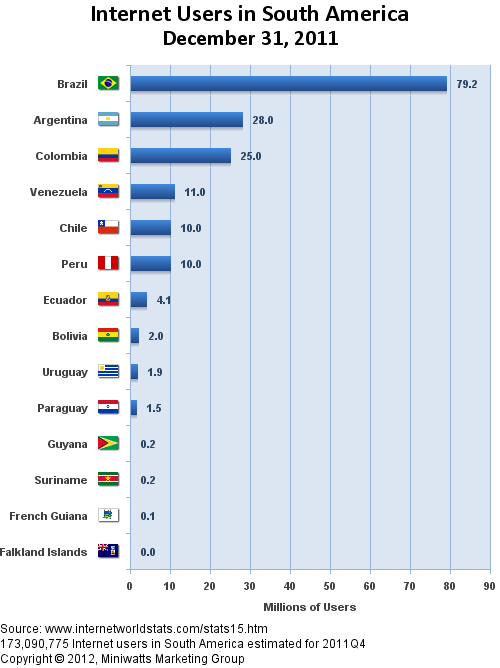 Internet Users in South America
December 31, 2011
Brazil 79.2
Argentina 28.0
Colombia 25.0
Venezuela 11.0
Chile 10.0
Peru 10.0
Ecuador 4.1
Bolivia 2.0
Uruguay 1.9
Paraguay 1.5
Guyana 0.2
Suriname 0.2
French Guiana 0.1
Falkland Islands 0.0
0 10 20 30 40 50 60 70 80 90
Millions of Users
Source: www.internetworldstats.com/stats15.htm
173,090,775 Internet users in South America estimated for 2011Q4
Copyright © 2012, Miniwatts Marketing Group